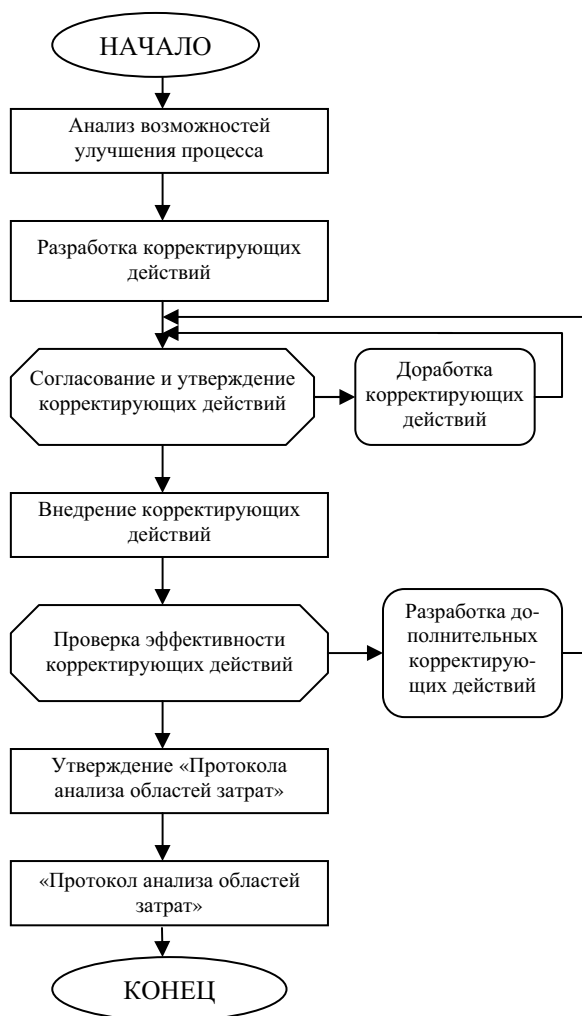 НАЧАЛО
Анализ возможностей
улучшения процесса
Разработка корректирующих
действий
Согласование и утверждение
корректирующих действий
Доработка
корректирующих
действий
Внедрение корректирующих
действий
Проверка эффективности
корректирующих действий
Разработка до-
полнительных
корректирую-
щих действий
Утверждение «Протокола
анализа областей затрат»
«Протокол анализа областей
затрат»
КОНЕЦ